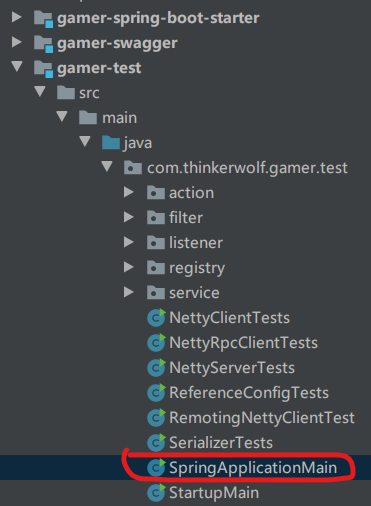 gamer-spring-boot-starter
gamer-swagger
gamer-test
src
main
java
com.thinkerwolf.gamer.test
action
filter
listener
registry
service
NettyClientTests
NettyRpcClientTests
NettyServerTests
ReferenceConfigTests
RemotingNettyClientTest
SerializerTests
SpringApplicationMain
StartupMain